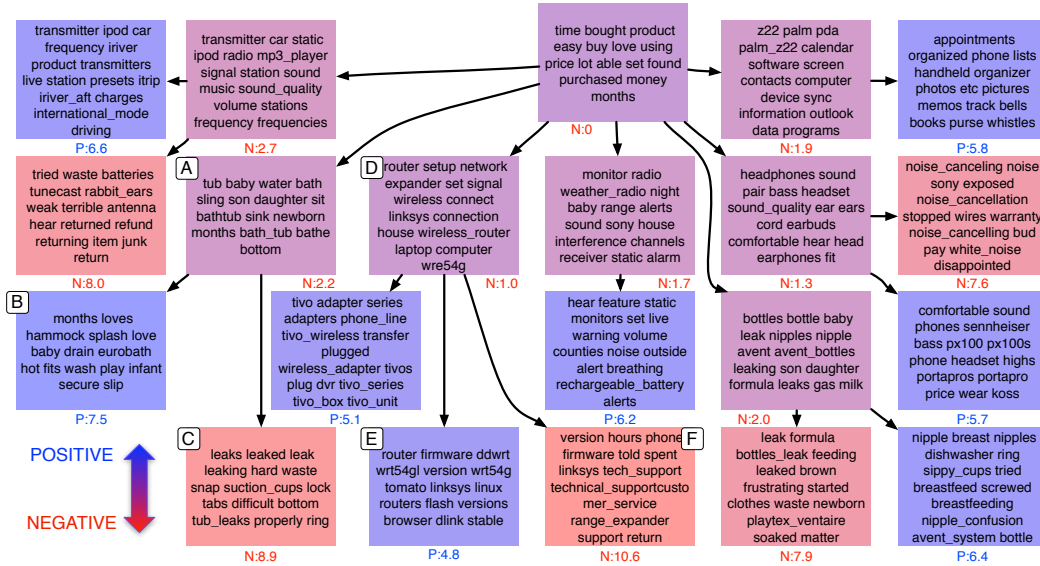 transmitter ipod car
frequency iriver
product transmitters
live station presets itrip
iriver_aft charges
international_mode
driving
P:6.6
transmitter car static
ipod radio mp3_player
signal station sound
music sound_quality
volume stations
frequency frequencies
N:2.7
time bought product
easy buy love using
price lot able set found
purchased money
months
N:0
z22 palm pda
palm_z22 calendar
software screen
contacts computer
device sync
information outlook
data programs
N:1.9
appointments
organized phone lists
handheld organizer
photos etc pictures
memos track bells
books purse whistles
P:5.8
tried waste batteries
tunecast rabbit_ears
weak terrible antenna
hear returned refund
returning item junk
return
N:8.0
A
tub baby water bath
sling son daughter sit
bathtub sink newborn
months bath_tub bathe
bottom
N:2.2
D
router setup network
expander set signal
wireless connect
linksys connection
house wireless_router
laptop computer
wre54g
N:1.0
monitor radio
weather_radio night
baby range alerts
sound sony house
interference channels
receiver static alarm
N:1.7
headphones sound
pair bass headset
sound_quality ear ears
cord earbuds
comfortable hear head
earphones fit
N:1.3
noise_canceling noise
sony exposed
noise_cancellation
stopped wires warranty
noise_cancelling bud
pay white_noise
disappointed
N:7.6
B
months loves
hammock splash love
baby drain eurobath
hot fits wash play infant
secure slip
P:7.5
tivo adapter series
adapters phone_line
tivo_wireless transfer
plugged
wireless_adapter tivos
plug dvr tivo_series
tivo_box tivo_unit
P:5.1
hear feature static
monitors set live
warning volume
counties noise outside
alert breathing
rechargeable_battery
alerts
P:6.2
bottles bottle baby
leak nipples nipple
avent avent_bottles
leaking son daughter
formula leaks gas milk
N:2.0
comfortable sound
phones sennheiser
bass px100 px100s
phone headset highs
portapros portapro
price wear koss
P:5.7
POSITIVE
NEGATIVE
C
leaks leaked leak
leaking hard waste
snap suction_cups lock
tabs difficult bottom
tub_leaks properly ring
N:8.9
E
router firmware ddwrt
wrt54gl version wrt54g
tomato linksys linux
routers flash versions
browser dlink stable
P:4.8
F
version hours phone
firmware told spent
linksys tech_support
technical_supportcusto
mer_service
range_expander
support return
N:10.6
leak formula
bottles_leak feeding
leaked brown
frustrating started
clothes waste newborn
playtex_ventaire
soaked matter
N:7.9
nipple breast nipples
dishwasher ring
sippy_cups tried
breastfeed screwed
breastfeeding
nipple_confusion
avent_system bottle
P:6.4